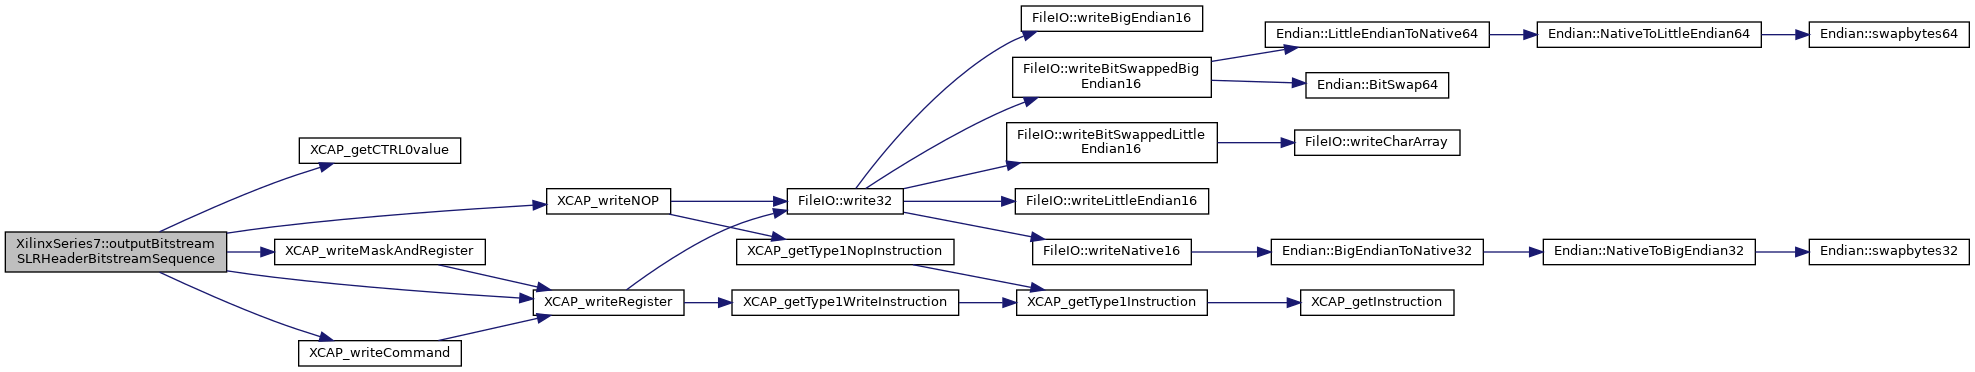 XilinxSeries7::outputBitstream
SLRHeaderBitstreamSequence
XCAP_getCTRL0value
XCAP_writeNOP
XCAP_writeMaskAndRegister
XCAP_writeRegister
XCAP_writeCommand
FileIO::write32
XCAP_getType1NopInstruction
XCAP_getType1WriteInstruction
FileIO::writeBigEndian16
FileIO::writeBitSwappedBig
Endian16
FileIO::writeBitSwappedLittle
Endian16
FileIO::writeLittleEndian16
FileIO::writeNative16
XCAP_getType1Instruction
Endian::LittleEndianToNative64
Endian::BitSwap64
FileIO::writeCharArray
Endian::BigEndianToNative32
XCAP_getInstruction
Endian::NativeToLittleEndian64
Endian::NativeToBigEndian32
Endian::swapbytes64
Endian::swapbytes32